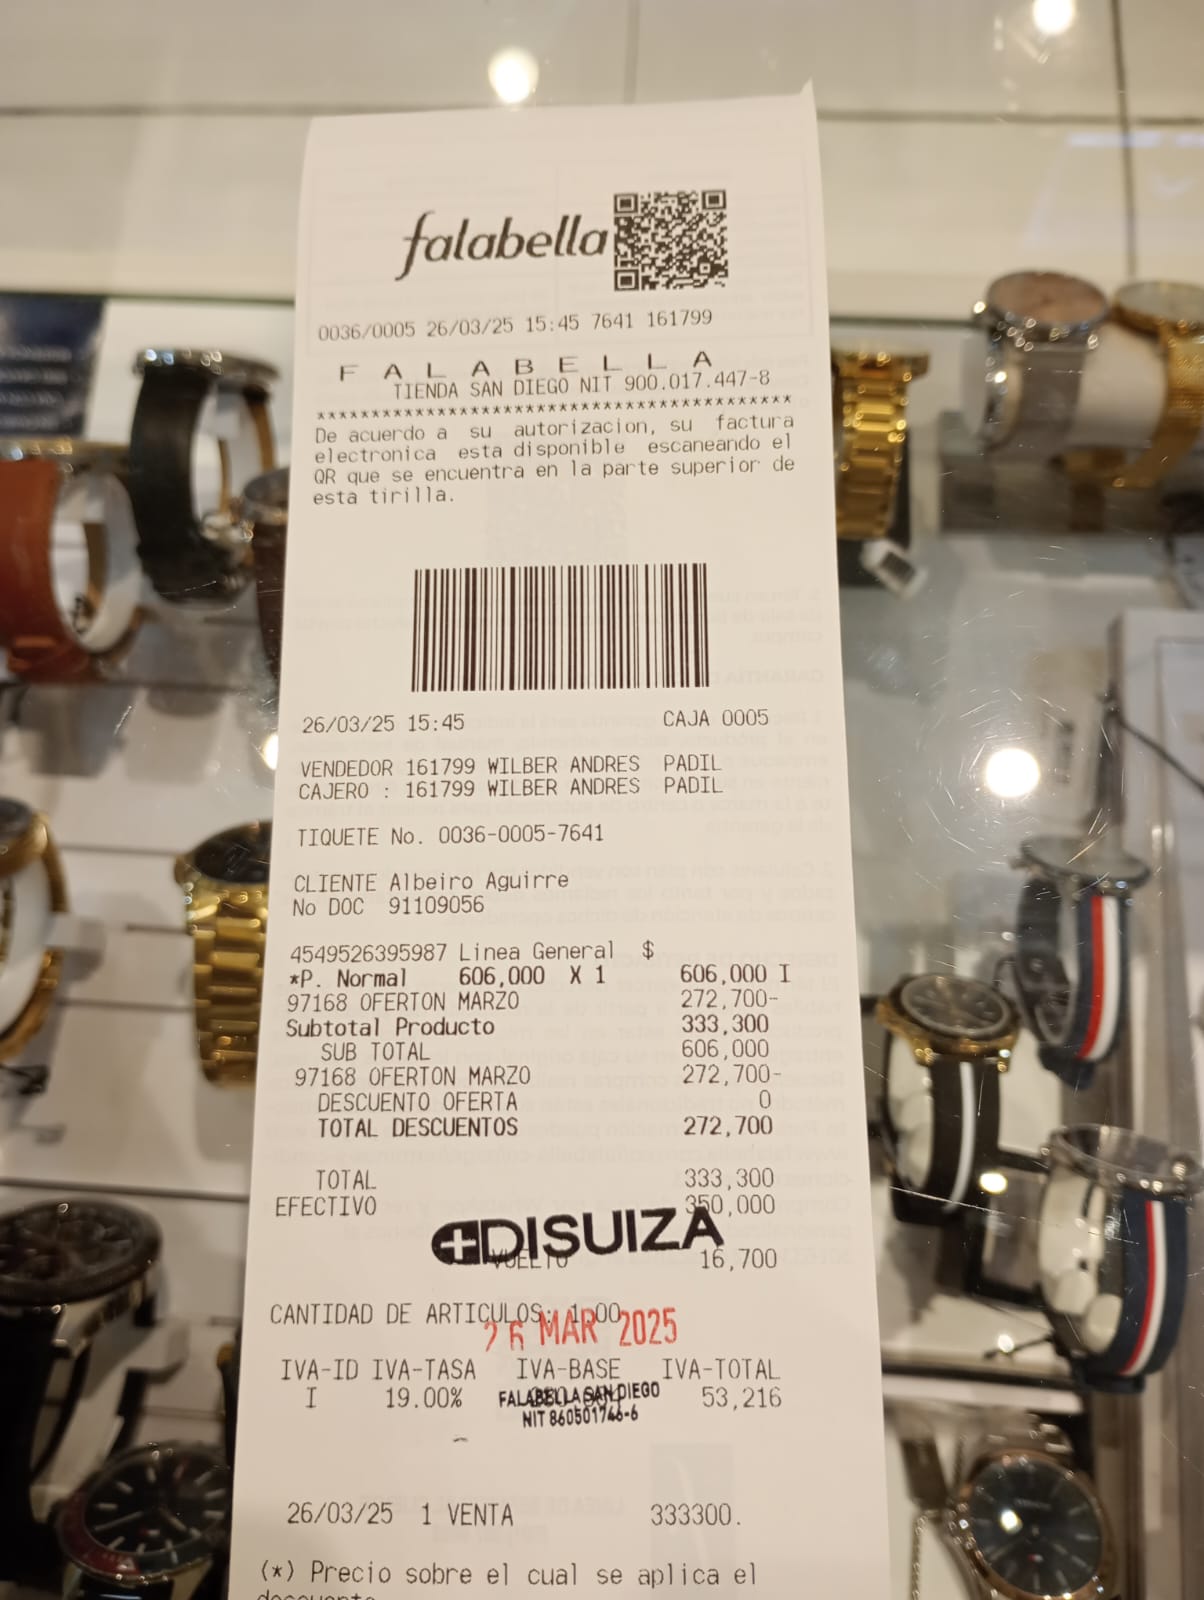 falabella
0036/0005 26/03/25 15:45 7641 161799
F A L A B E L L A
TIENDA SAN DIEGO NIT 900.017.447-8
******************************************
De acuerdo a su autorizacion, su factura
electronica esta disponible escaneando el
QR que se encuentra en la parte superior de
esta tirilla.
26/03/25 15:45 CAJA 0005
VENDEDOR 161799 WILBER ANDRES PADIL
CAJERO : 161799 WILBER ANDRES PADIL
TIQUETE No. 0036-0005-7641
CLIENTE Albeiro Aguirre
No DOC 91109056
4549526395987 Linea General $
*P. Normal 606,000 X 1 606,000 I
97168 OFERTON MARZO 272,700-
Subtotal Producto 333,300
SUB TOTAL 606,000
97168 OFERTON MARZO 272,700-
DESCUENTO OFERTA 0
TOTAL DESCUENTOS 272,700
TOTAL 333,300
EFECTIVO 350,000
DISUIZA
VUELTO 16,700
CANTIDAD DE ARTICULOS: 1.00
26 MAR 2025
IVA-ID IVA-TASA IVA-BASE IVA-TOTAL
I 19.00% 53,216
FALABELLA SAN DIEGO
NIT 860501746-6
26/03/25 1 VENTA 333300.
(*) Precio sobre el cual se aplica el